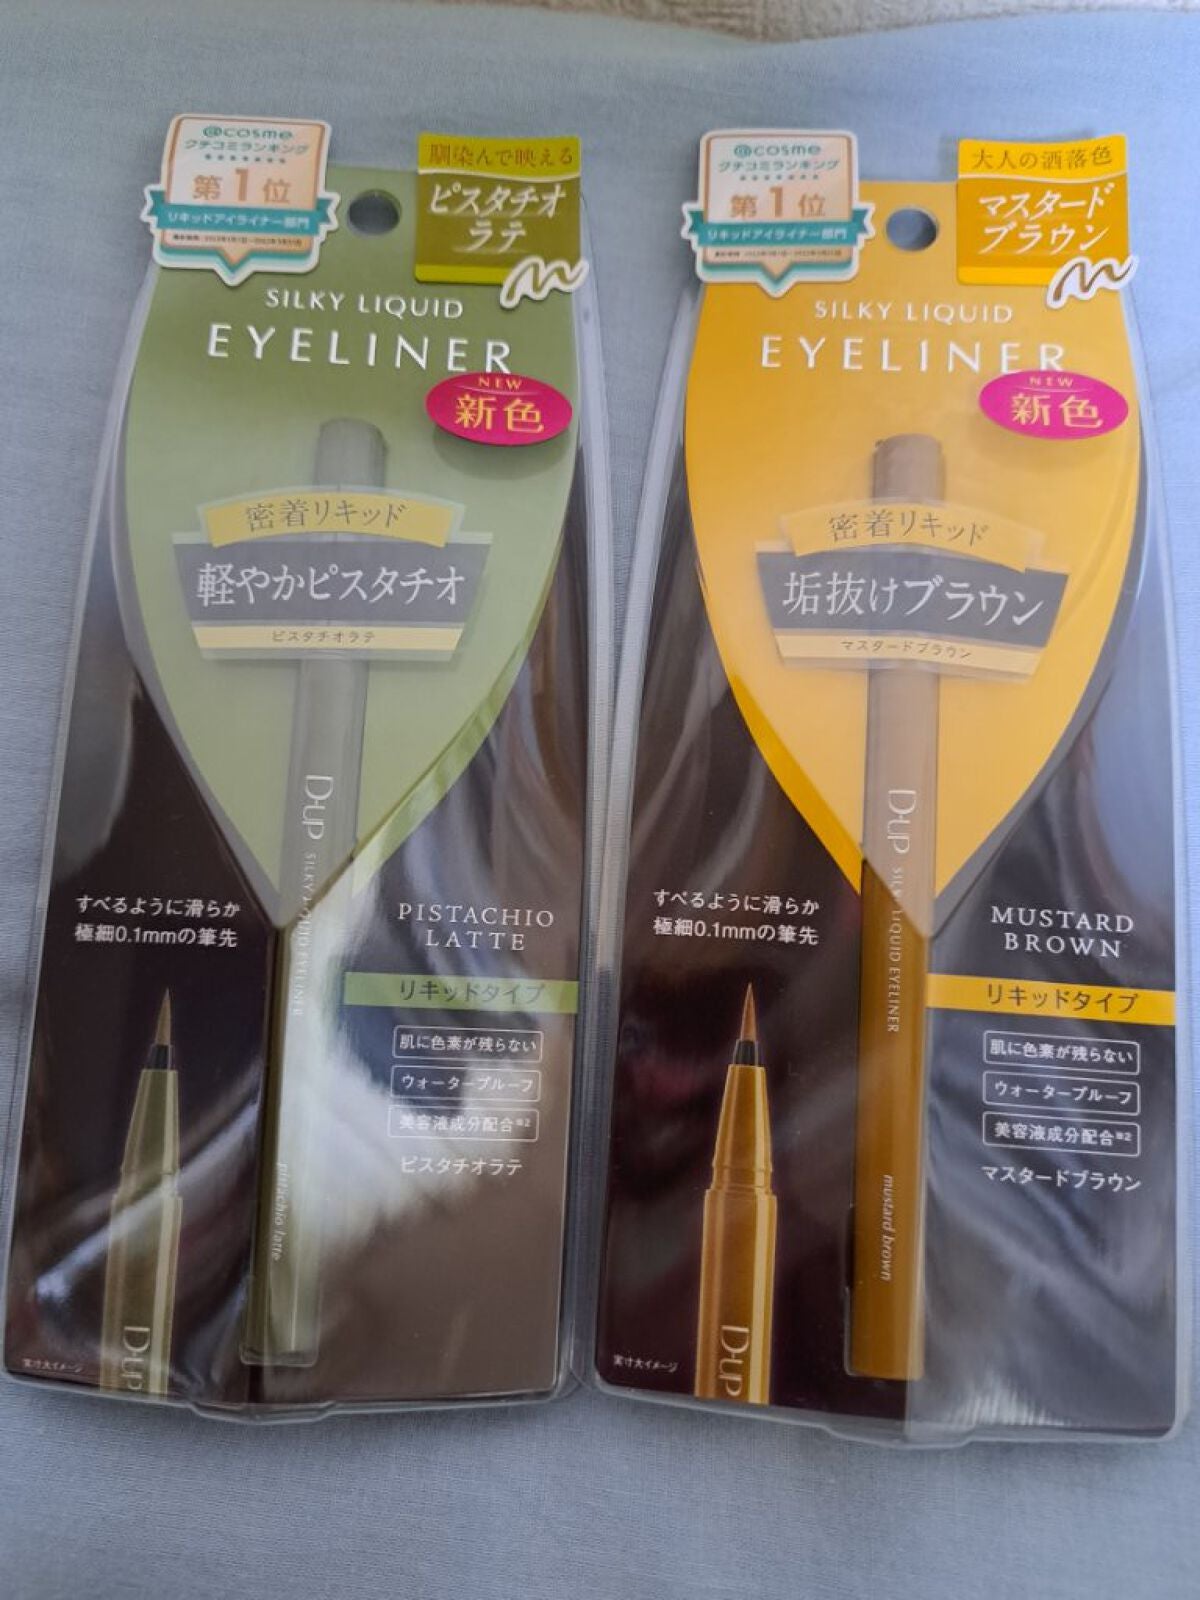 @cosme
クチコミランキング
第1位
リキッドアイライナー部門
馴染んで映える
ピスタチオ
ラテ
SILKY LIQUID
EYELINER
NEW
新色
密着リキッド
軽やかピスタチオ
ピスタチオラテ
D-UP SILKY LIQUID EYELINER
pistachio latte
すべるように滑らか
極細0.1mmの筆先
PISTACHIO
LATTE
リキッドタイプ
肌に色素が残らない
ウォータープルーフ
美容液成分配合※2
ピスタチオラテ
D-UP
実寸大イメージ
@cosme
クチコミランキング
第1位
リキッドアイライナー部門
大人の洒落色
マスタード
ブラウン
SILKY LIQUID
EYELINER
NEW
新色
密着リキッド
垢抜けブラウン
マスタードブラウン
D-UP SILKY LIQUID EYELINER
mustard brown
すべるように滑らか
極細0.1mmの筆先
MUSTARD
BROWN
リキッドタイプ
肌に色素が残らない
ウォータープルーフ
美容液成分配合※2
マスタードブラウン
D-UP
実寸大イメージ